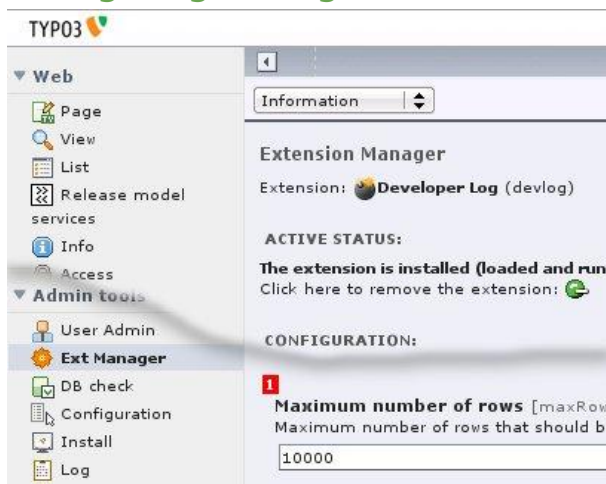 TYPO3
Web
Page
View
List
Release model
services
Info
Access
Admin tools
User Admin
Ext Manager
DB check
Configuration
Install
Log
Information
Extension Manager
Extension: Developer Log (devlog)
ACTIVE STATUS:
The extension is installed (loaded and run
Click here to remove the extension:
CONFIGURATION:
1
Maximum number of rows [maxRow
Maximum number of rows that should b
10000